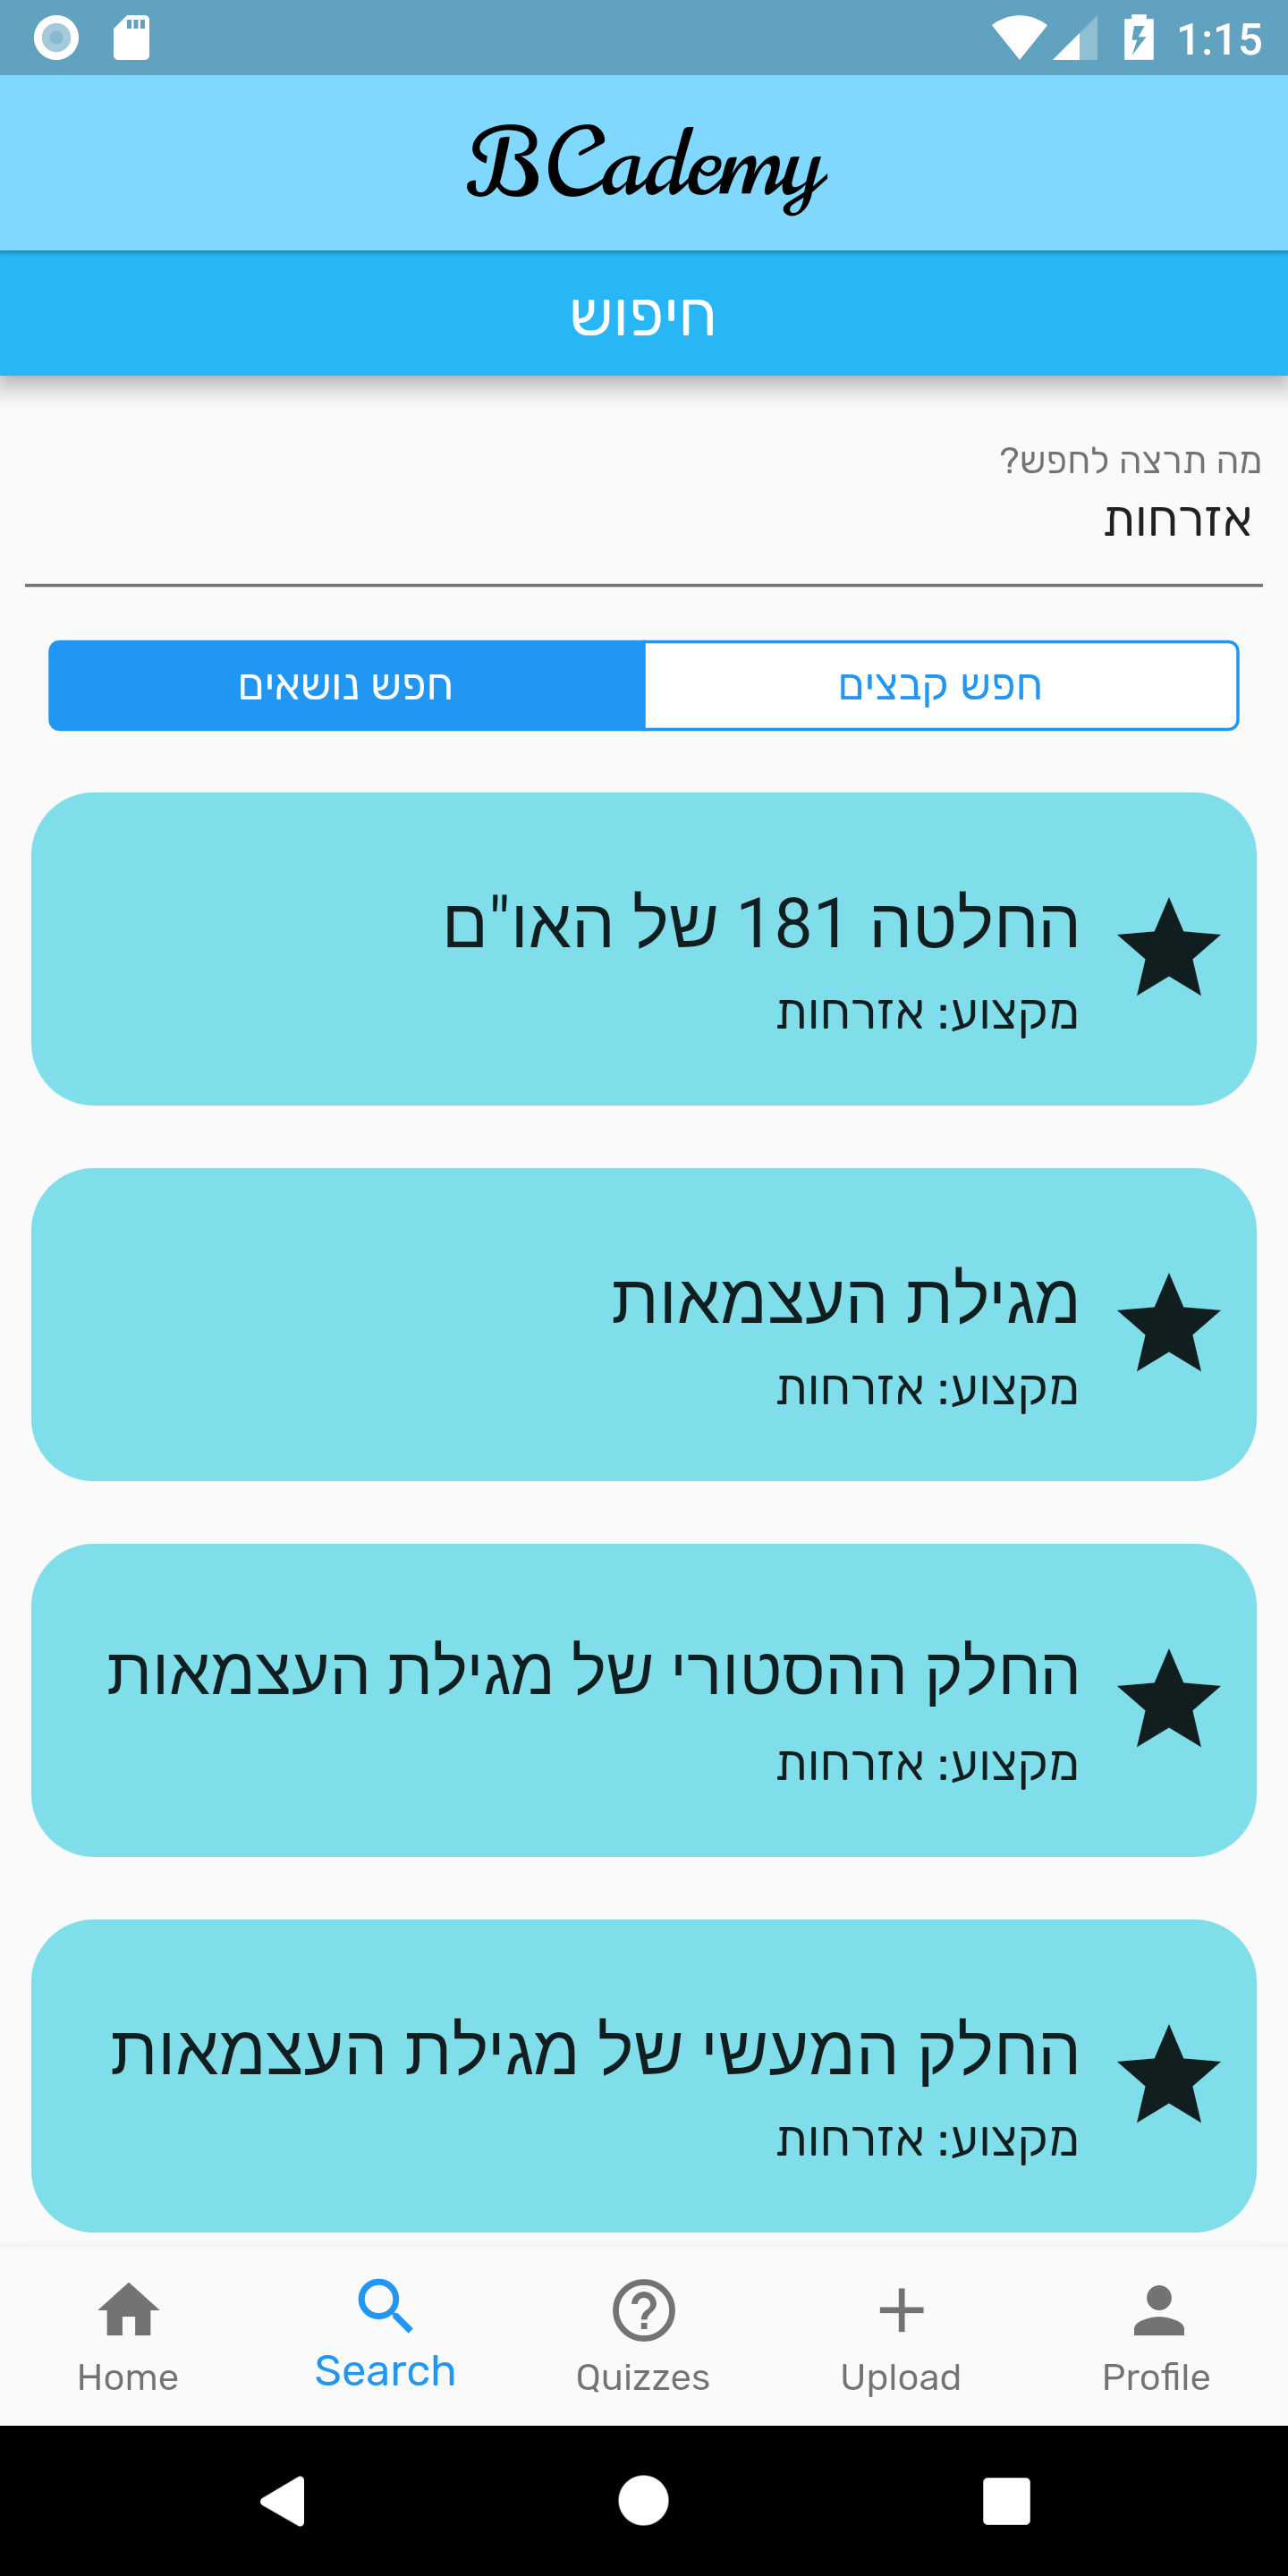 1:15
BCademy
חיפוש
מה תרצה לחפש?
אזרחות
חפש קבצים
חפש נושאים
החלטה 181 של האו"ם
מקצוע: אזרחות
מגילת העצמאות
מקצוע: אזרחות
החלק ההסטורי של מגילת העצמאות
מקצוע: אזרחות
החלק המעשי של מגילת העצמאות
מקצוע: אזרחות
Home
Search
Quizzes
Upload
Profile